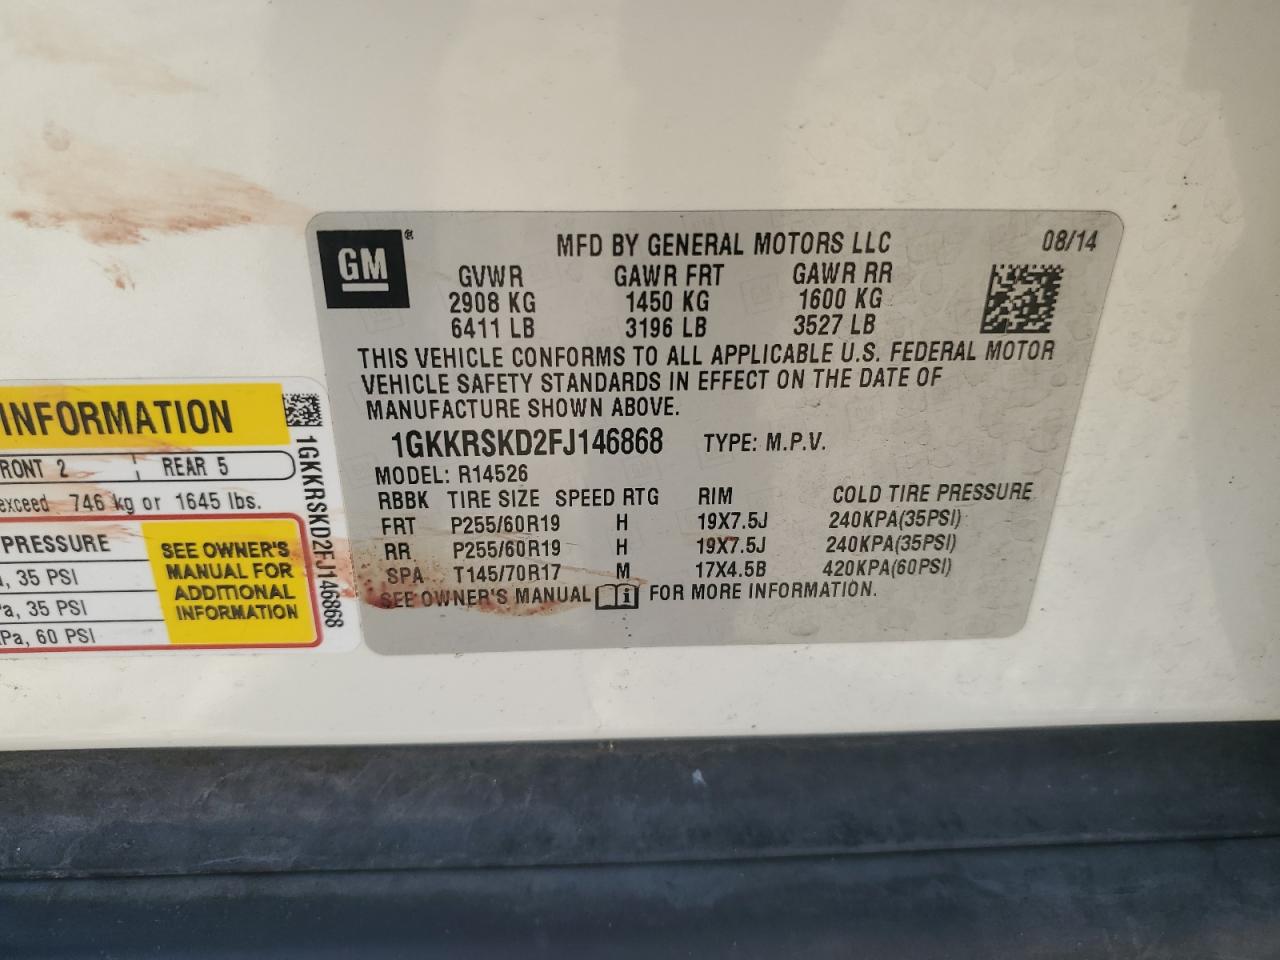 GM ®
MFD BY GENERAL MOTORS LLC 08/14
GVWR GAWR FRT GAWR RR
2908 KG 1450 KG 1600 KG
6411 LB 3196 LB 3527 LB
THIS VEHICLE CONFORMS TO ALL APPLICABLE U.S. FEDERAL MOTOR
VEHICLE SAFETY STANDARDS IN EFFECT ON THE DATE OF
MANUFACTURE SHOWN ABOVE.
1GKKRSKD2FJ146868 TYPE: M.P.V.
MODEL: R14526
RBBK TIRE SIZE SPEED RTG RIM COLD TIRE PRESSURE
FRT P255/60R19 H 19X7.5J 240KPA(35PSI)
RR P255/60R19 H 19X7.5J 240KPA(35PSI)
SPA T145/70R17 M 17X4.5B 420KPA(60PSI)
SEE OWNER'S MANUAL i FOR MORE INFORMATION.
INFORMATION
RONT 2 REAR 5
exceed 746 kg or 1645 lbs.
PRESSURE
, 35 PSI
a, 35 PSI
Pa, 60 PSI
SEE OWNER'S
MANUAL FOR
ADDITIONAL
INFORMATION
1GKKRSKD2FJ146868